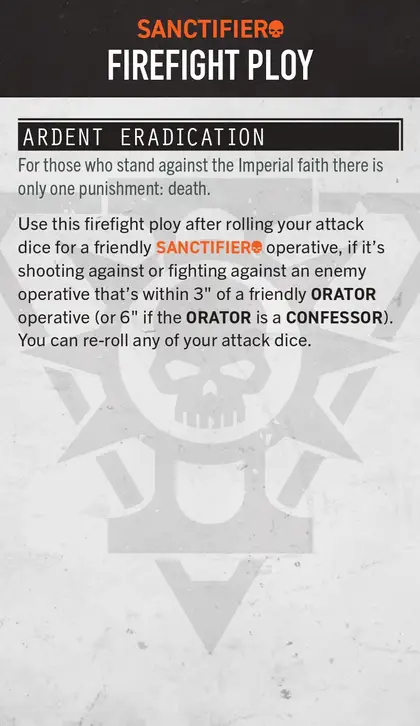 SANCTIFIER
FIREFIGHT PLOY
ARDENT ERADICATION
For those who stand against the Imperial faith there is
only one punishment: death.
Use this firefight ploy after rolling your attack
dice for a friendly SANCTIFIER operative, if it’s
shooting against or fighting against an enemy
operative that’s within 3" of a friendly ORATOR
operative (or 6" if the ORATOR is a CONFESSOR).
You can re-roll any of your attack dice.